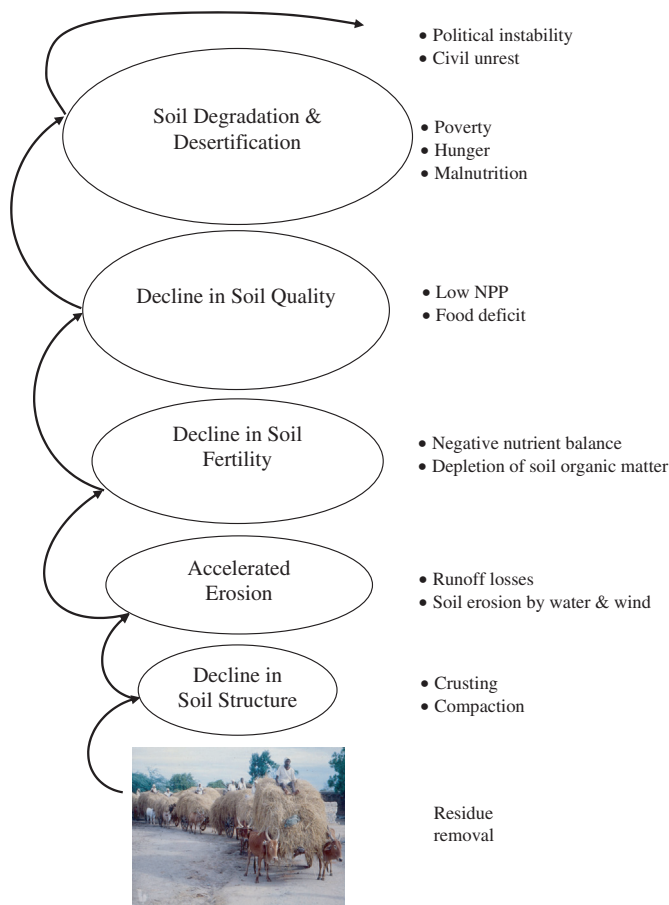 • Political instability
• Civil unrest
Soil Degradation &
Desertification
• Poverty
• Hunger
• Malnutrition
Decline in Soil Quality
• Low NPP
• Food deficit
Decline in Soil
Fertility
• Negative nutrient balance
• Depletion of soil organic matter
Accelerated
Erosion
• Runoff losses
• Soil erosion by water & wind
Decline in
Soil Structure
• Crusting
• Compaction
Residue
removal